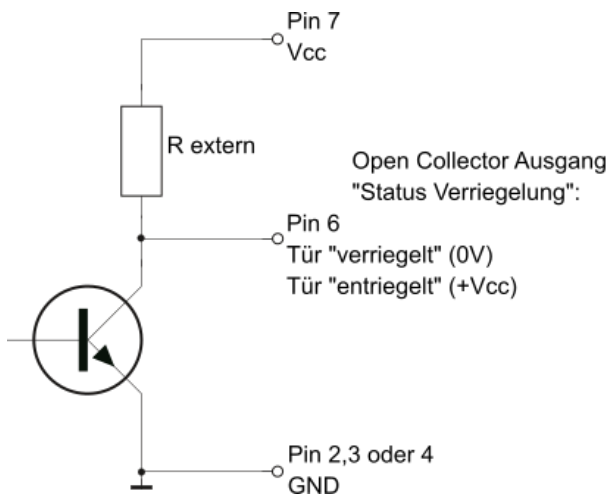 Pin 7
Vcc
R extern
Open Collector Ausgang
"Status Verriegelung":
Pin 6
Tür "verriegelt" (0V)
Tür "entriegelt" (+Vcc)
Pin 2,3 oder 4
GND